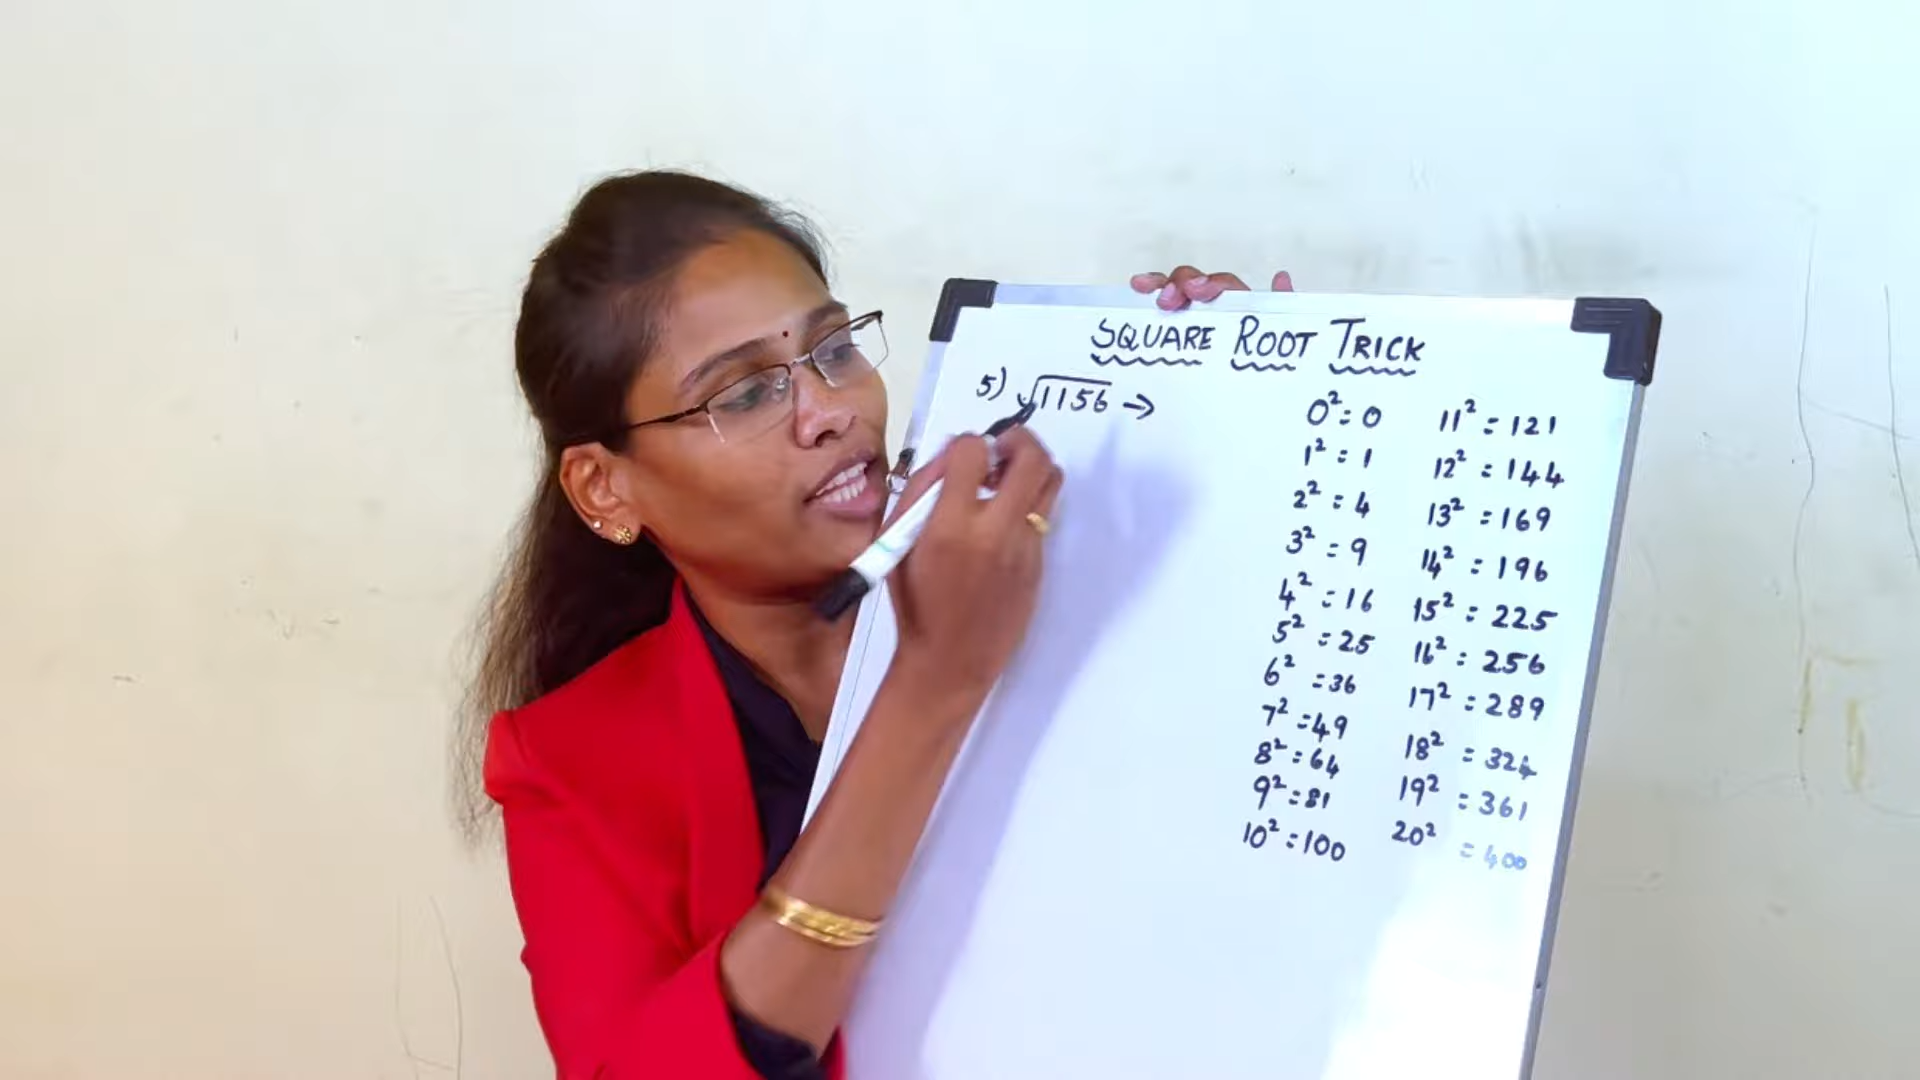 SQUARE ROOT TRICK
5) √1156 →
0² = 0
1² = 1
2² = 4
3² = 9
4² = 16
5² = 25
6² = 36
7² = 49
8² = 64
9² = 81
10² = 100
11² = 121
12² = 144
13² = 169
14² = 196
15² = 225
16² = 256
17² = 289
18² = 324
19² = 361
20² = 400